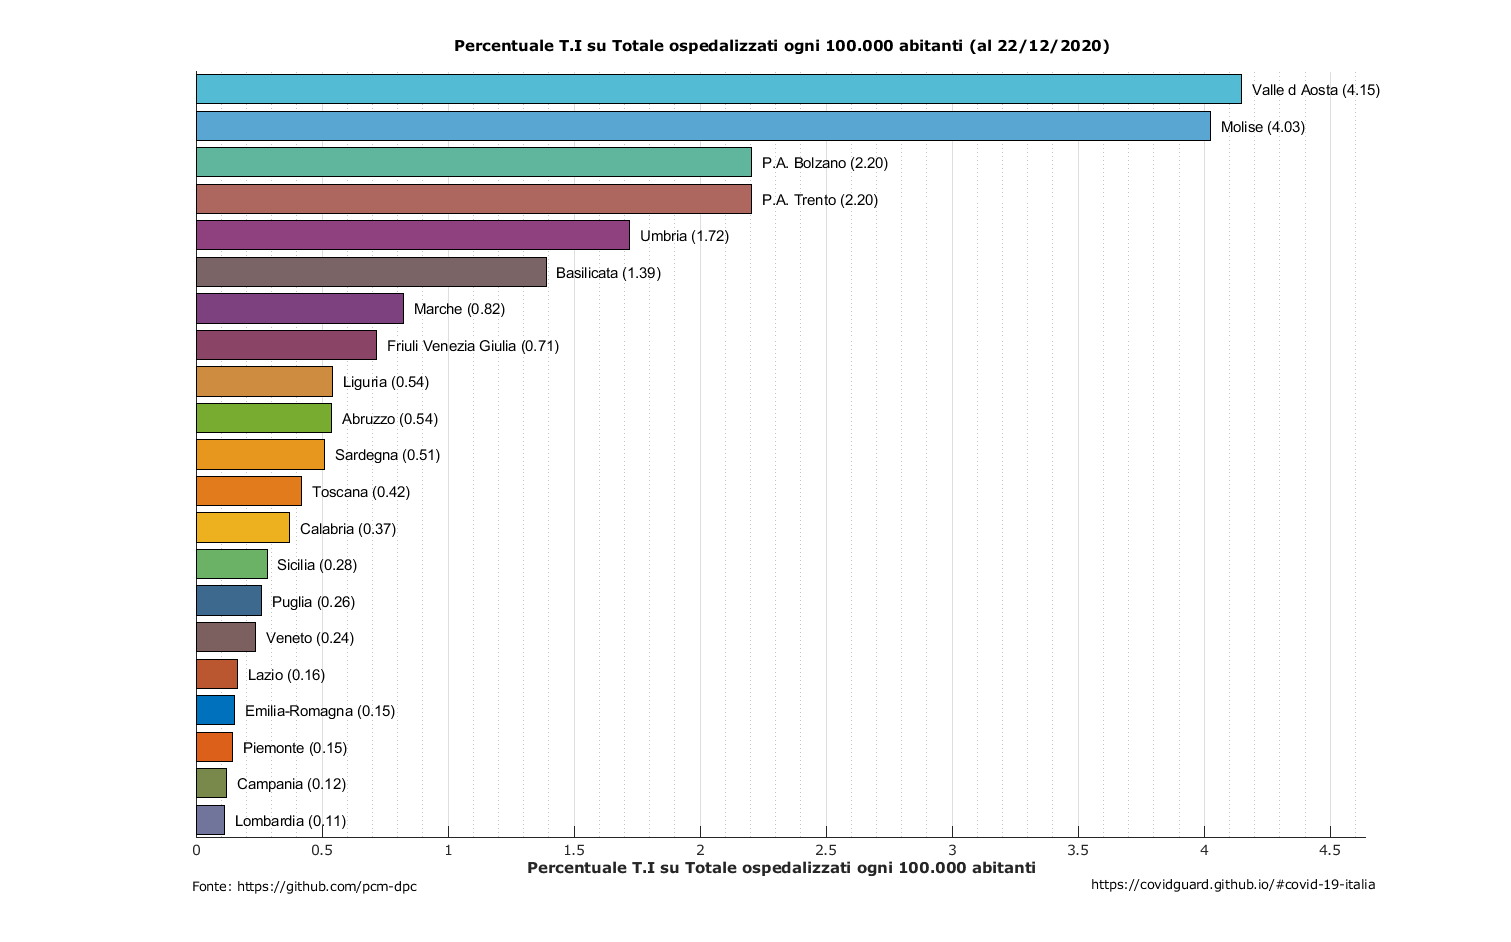 Percentuale T.I su Totale ospedalizzati ogni 100.000 abitanti (al 22/12/2020)
Valle d Aosta (4.15)
Molise (4.03)
P.A. Bolzano (2.20)
P.A. Trento (2.20)
Umbria (1.72)
Basilicata (1.39)
Marche (0.82)
Friuli Venezia Giulia (0.71)
Liguria (0.54)
Abruzzo (0.54)
Sardegna (0.51)
Toscana (0.42)
Calabria (0.37)
Sicilia (0.28)
Puglia (0.26)
Veneto (0.24)
Lazio (0.16)
Emilia-Romagna (0.15)
Piemonte (0.15)
Campania (0.12)
Lombardia (0.11)
0 0.5 1 1.5 2 2.5 3 3.5 4 4.5
Percentuale T.I su Totale ospedalizzati ogni 100.000 abitanti
Fonte: https://github.com/pcm-dpc
https://covidguard.github.io/#covid-19-italia